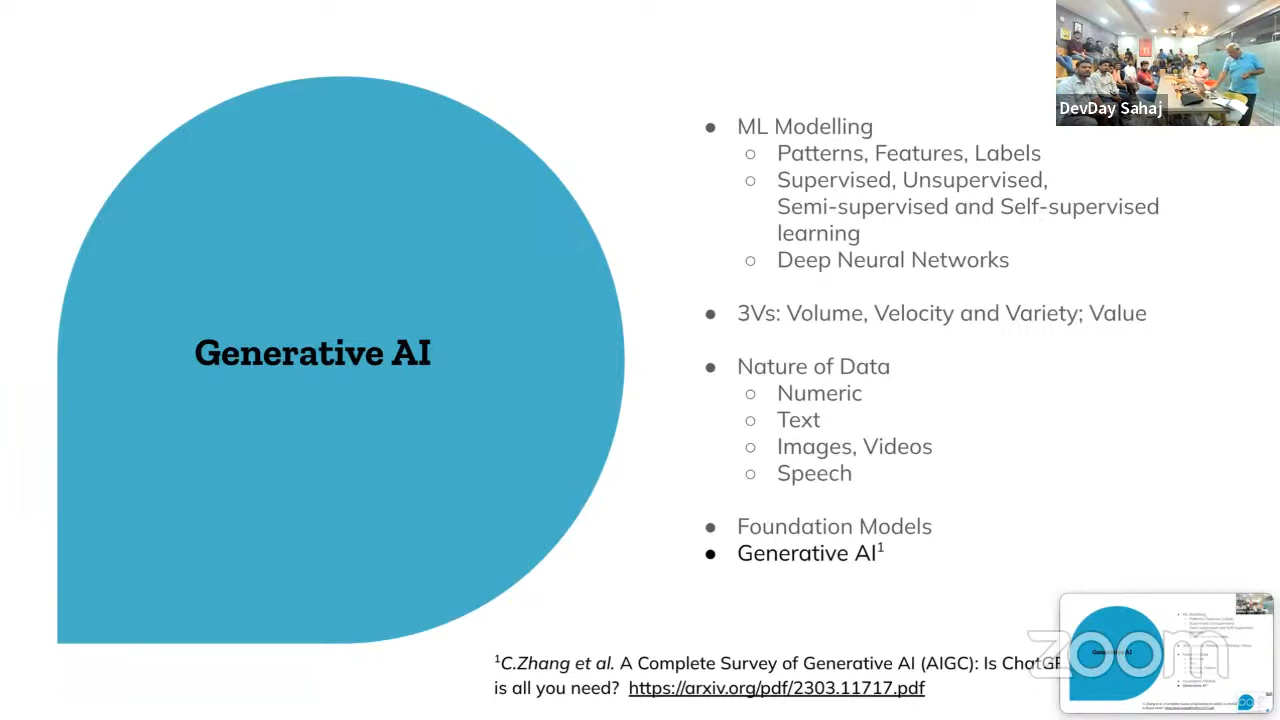 DevDay Sahaj
Generative AI
● ML Modelling
○ Patterns, Features, Labels
○ Supervised, Unsupervised,
Semi-supervised and Self-supervised
learning
○ Deep Neural Networks
● 3Vs: Volume, Velocity and Variety; Value
● Nature of Data
○ Numeric
○ Text
○ Images, Videos
○ Speech
● Foundation Models
● Generative AI¹
¹C.Zhang et al. A Complete Survey of Generative AI (AIGC): Is ChatGP
is all you need? https://arxiv.org/pdf/2303.11717.pdf
zoom